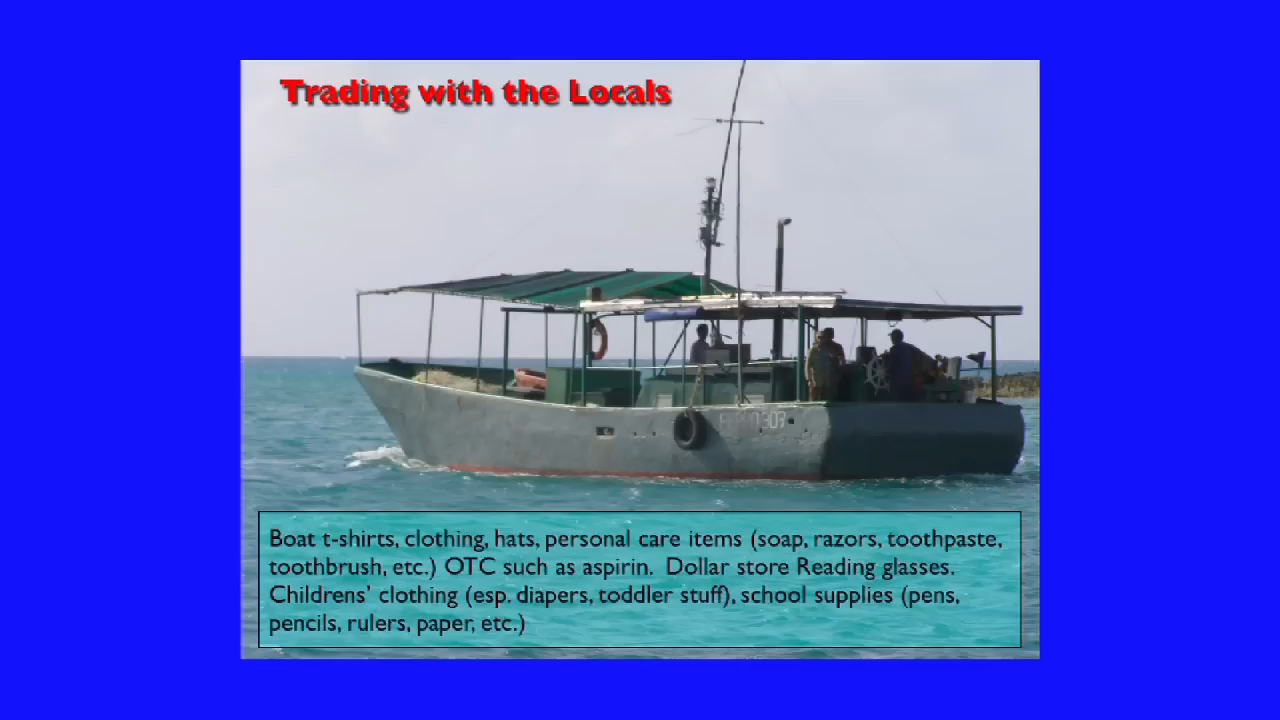 Trading with the Locals
Boat t-shirts, clothing, hats, personal care items (soap, razors, toothpaste,
toothbrush, etc.) OTC such as aspirin.  Dollar store Reading glasses.
Childrens’ clothing (esp. diapers, toddler stuff), school supplies (pens,
pencils, rulers, paper, etc.)